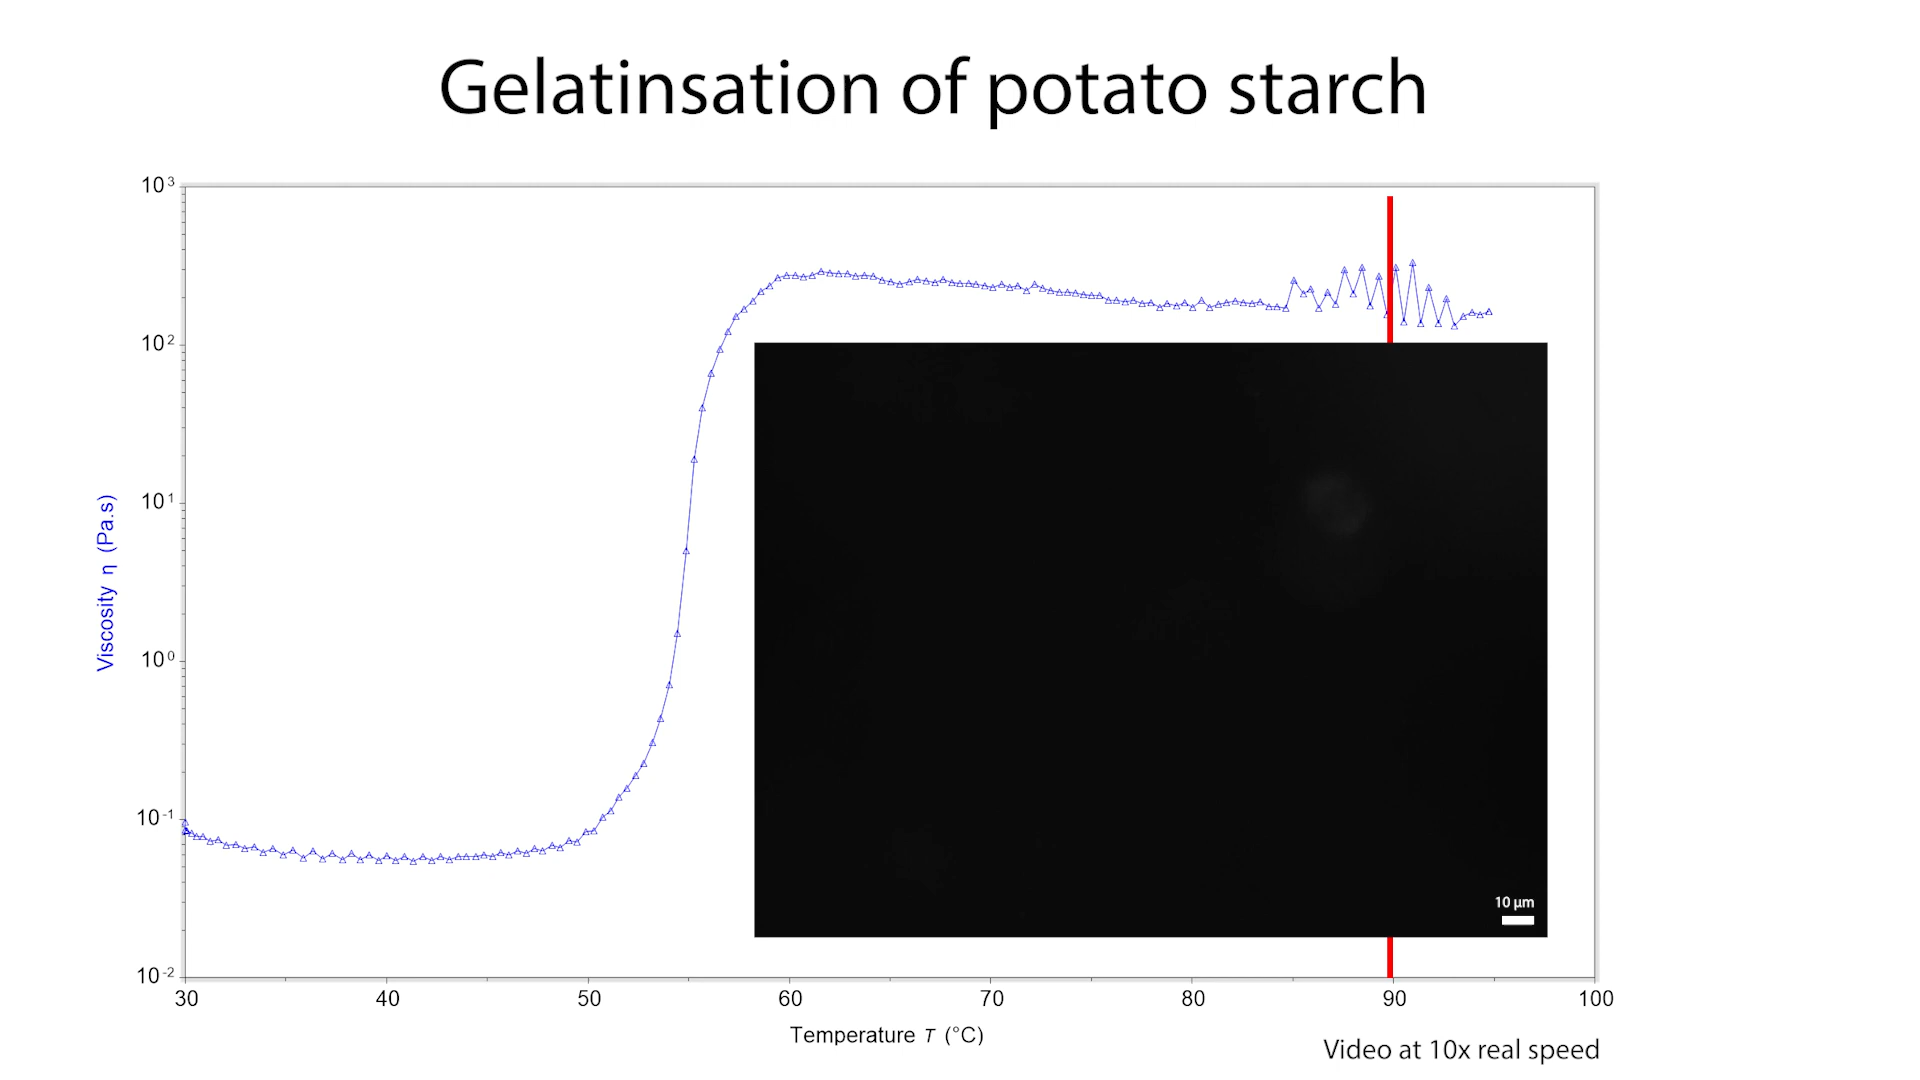 Gelatinsation of potato starch
10³
10²
10¹
10⁰
10⁻¹
10⁻²
Viscosity η (Pa.s)
10 µm
30 40 50 60 70 80 90 100
Temperature T (°C)
Video at 10x real speed